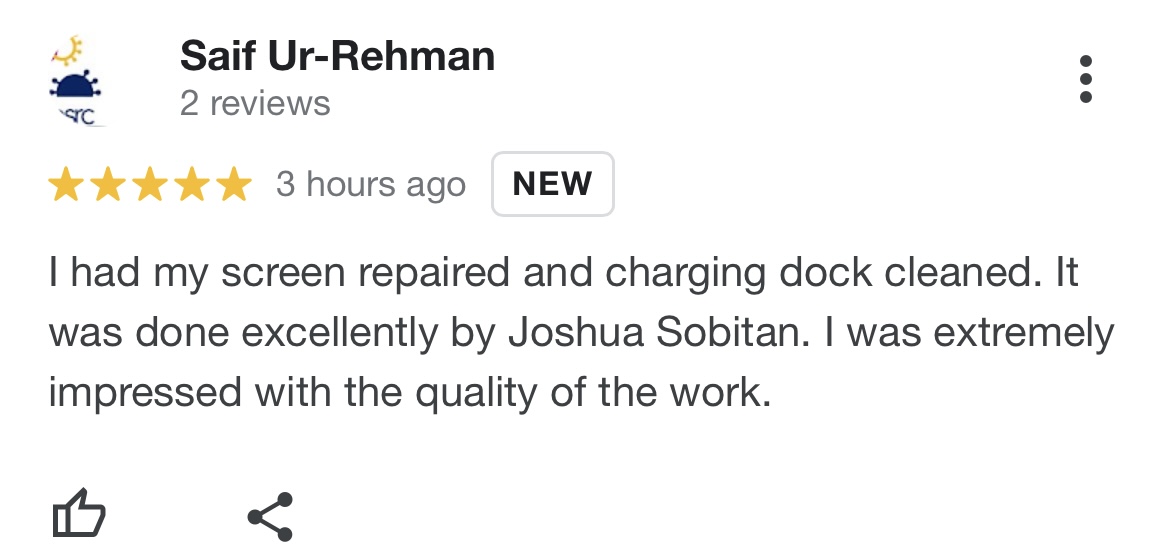 Saif Ur-Rehman
2 reviews
3 hours ago NEW
I had my screen repaired and charging dock cleaned. It
was done excellently by Joshua Sobitan. I was extremely
impressed with the quality of the work.